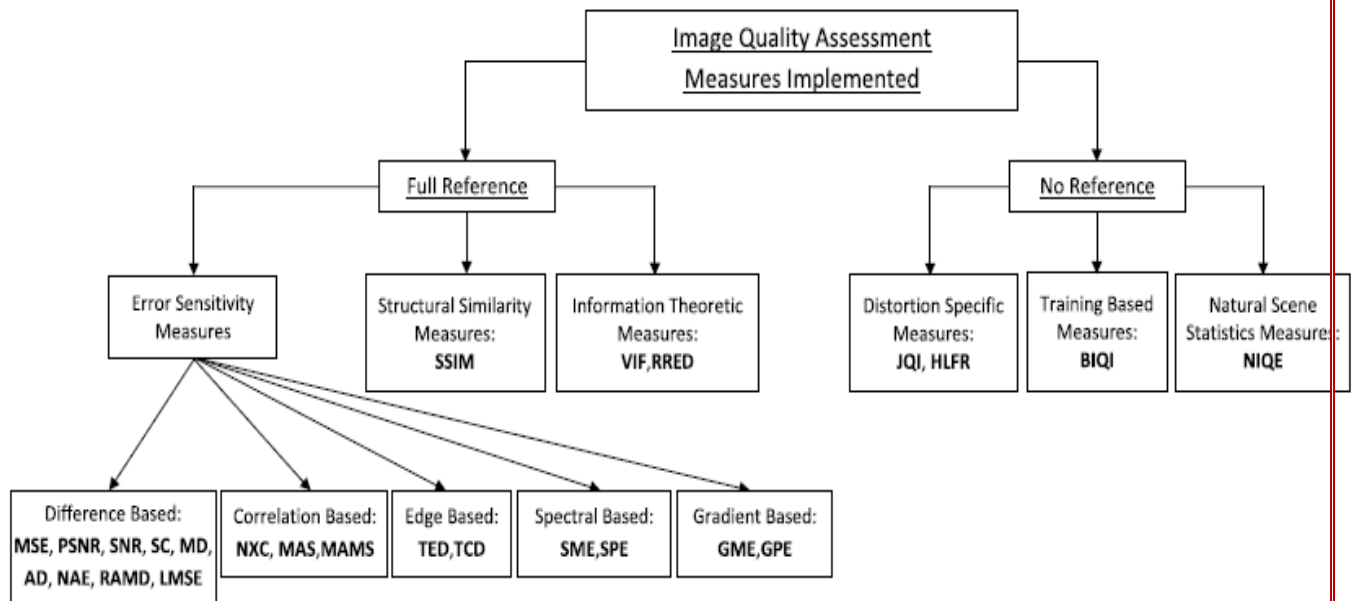 Image Quality Assessment
Measures Implemented
Full Reference
No Reference
Error Sensitivity
Measures
Structural Similarity
Measures:
SSIM
Information Theoretic
Measures:
VIF,RRED
Distortion Specific
Measures:
JQI, HLFR
Training Based
Measures:
BIQI
Natural Scene
Statistics Measures:
NIQE
Difference Based:
MSE, PSNR, SNR, SC, MD,
AD, NAE, RAMD, LMSE
Correlation Based:
NXC, MAS,MAMS
Edge Based:
TED,TCD
Spectral Based:
SME,SPE
Gradient Based:
GME,GPE